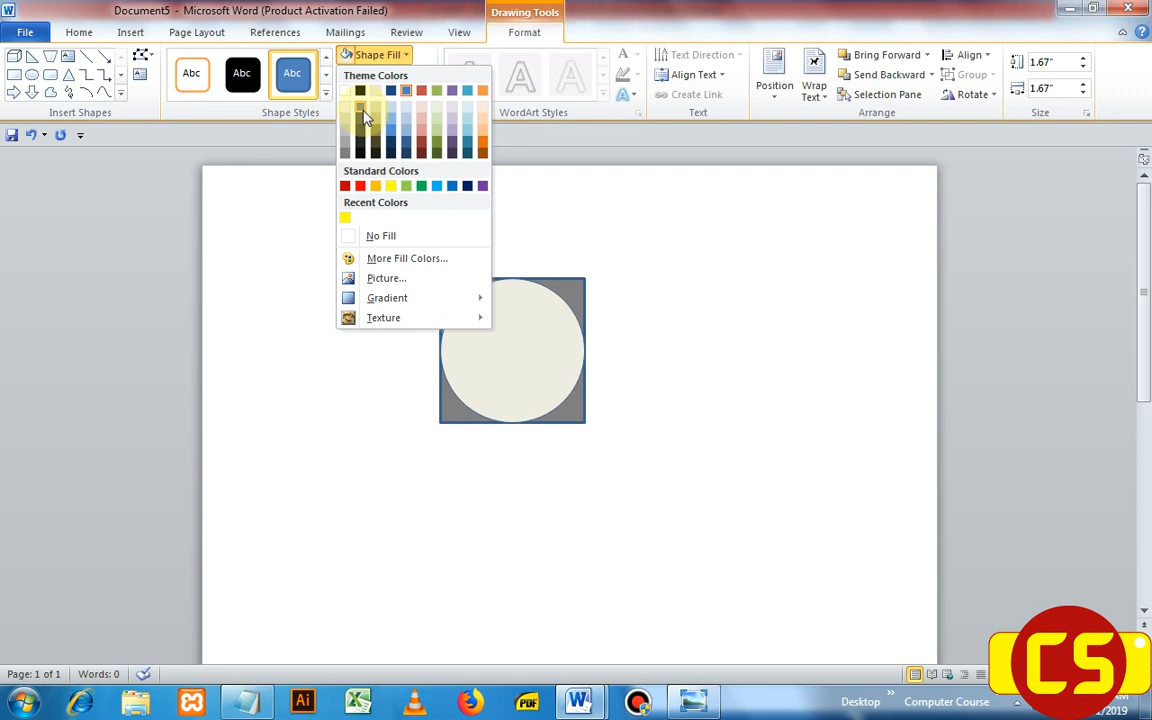 Document5 - Microsoft Word (Product Activation Failed)
Drawing Tools
File Home Insert Page Layout References Mailings Review View Format
Abc Abc Abc
Shape Fill
Text Direction
Align Text
Create Link
Position
Wrap Text
Bring Forward
Send Backward
Selection Pane
Align
Group
Rotate
1.67"
1.67"
Insert Shapes Shape Styles WordArt Styles Text Arrange
Theme Colors
Standard Colors
Recent Colors
No Fill
More Fill Colors...
Picture...
Gradient
Texture
CS
Page: 1 of 1 Words: 0
Ai PDF Desktop Computer Course